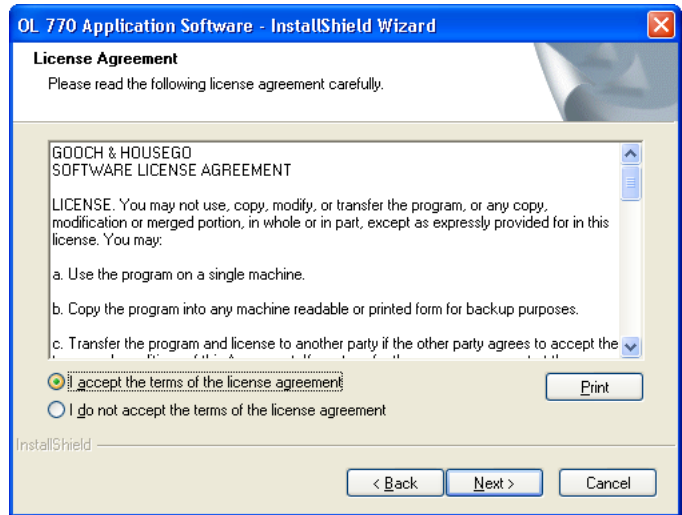 OL 770 Application Software - InstallShield Wizard
License Agreement
Please read the following license agreement carefully.
GOOCH & HOUSEGO
SOFTWARE LICENSE AGREEMENT
LICENSE. You may not use, copy, modify, or transfer the program, or any copy,
modification or merged portion, in whole or in part, except as expressly provided for in this
license. You may:
a. Use the program on a single machine.
b. Copy the program into any machine readable or printed form for backup purposes.
c. Transfer the program and license to another party if the other party agrees to accept the
I accept the terms of the license agreement
Print
I do not accept the terms of the license agreement
InstallShield
< Back
Next >
Cancel